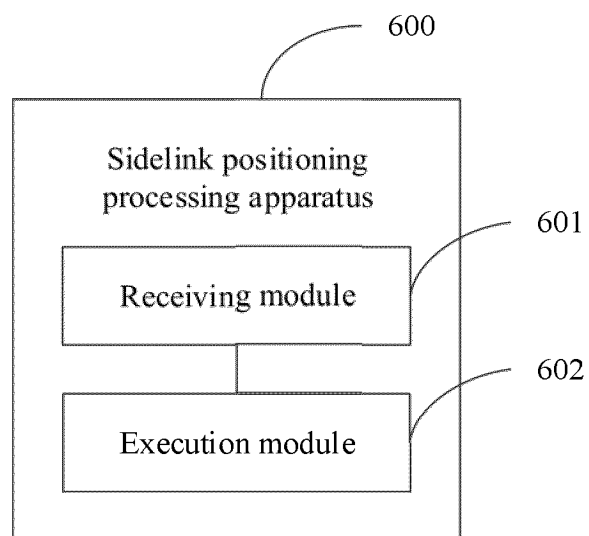 600
Sidelink positioning
processing apparatus
601
Receiving module
602
Execution module